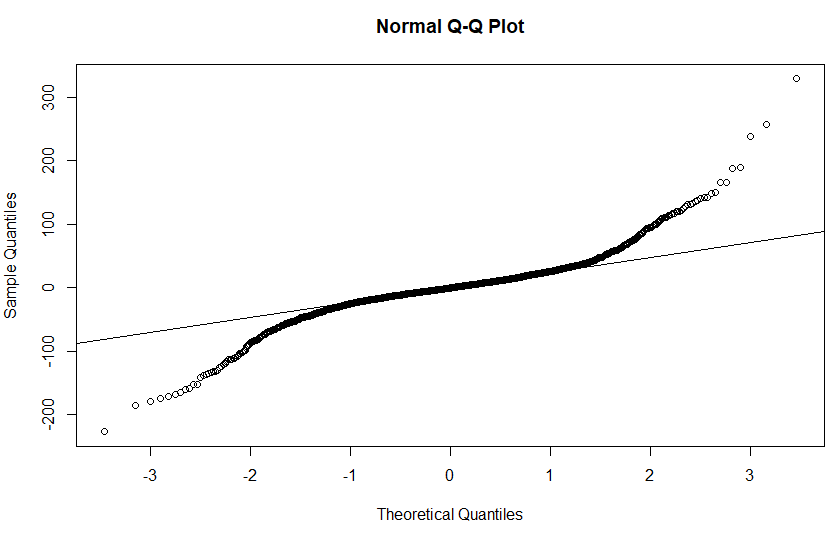 Normal Q-Q Plot
300
200
100
0
-100
-200
Sample Quantiles
-3 -2 -1 0 1 2 3
Theoretical Quantiles